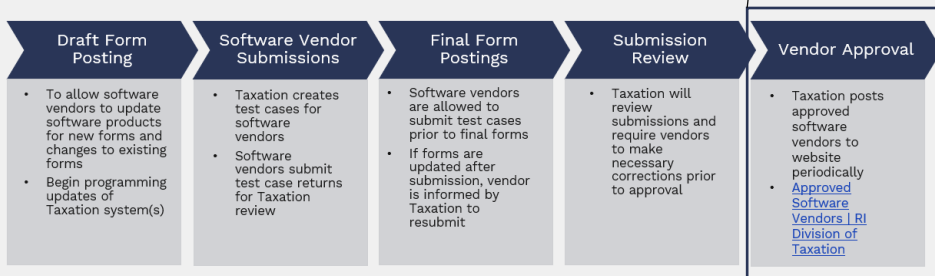 Draft Form
Posting
• To allow software
vendors to update
software products
for new forms and
changes to existing
forms
• Begin programming
updates of
Taxation system(s)
Software Vendor
Submissions
• Taxation creates
test cases for
software
vendors
• Software
vendors submit
test case returns
for Taxation
review
Final Form
Postings
• Software vendors
are allowed to
submit test cases
prior to final forms
• If forms are
updated after
submission, vendor
is informed by
Taxation to
resubmit
Submission
Review
• Taxation will
review
submissions and
require vendors
to make
necessary
corrections prior
to approval
Vendor Approval
• Taxation posts
approved
software
vendors to
website
periodically
• Approved
Software
Vendors | RI
Division of
Taxation